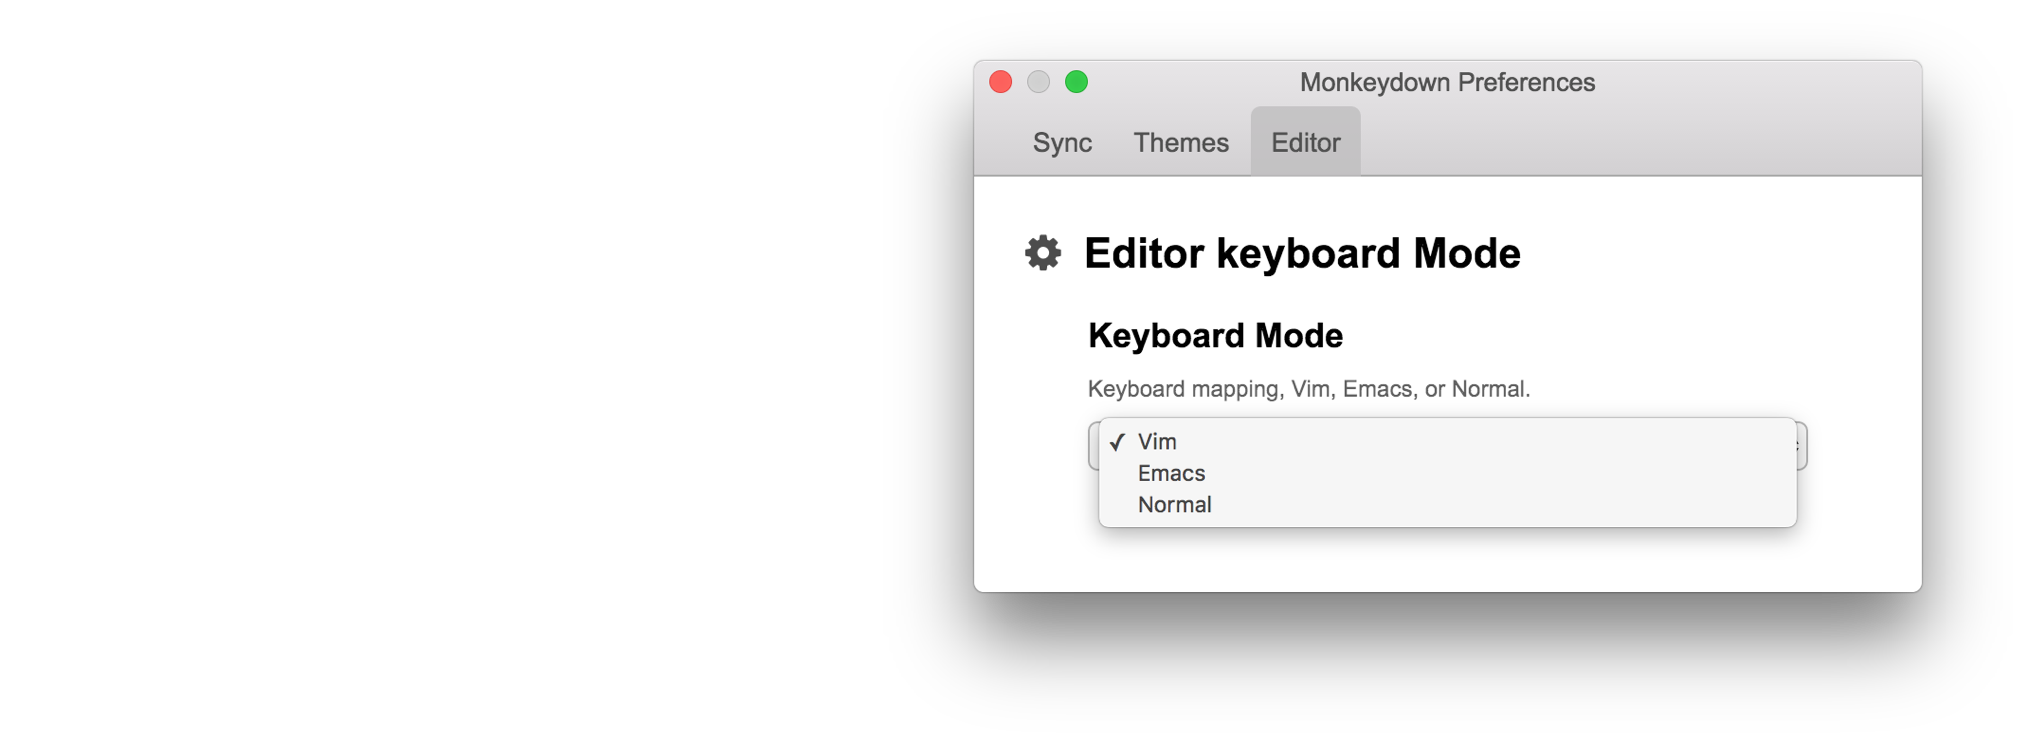 Monkeydown Preferences
Sync Themes Editor
Editor keyboard Mode
Keyboard Mode
Keyboard mapping, Vim, Emacs, or Normal.
✓ Vim
Emacs
Normal